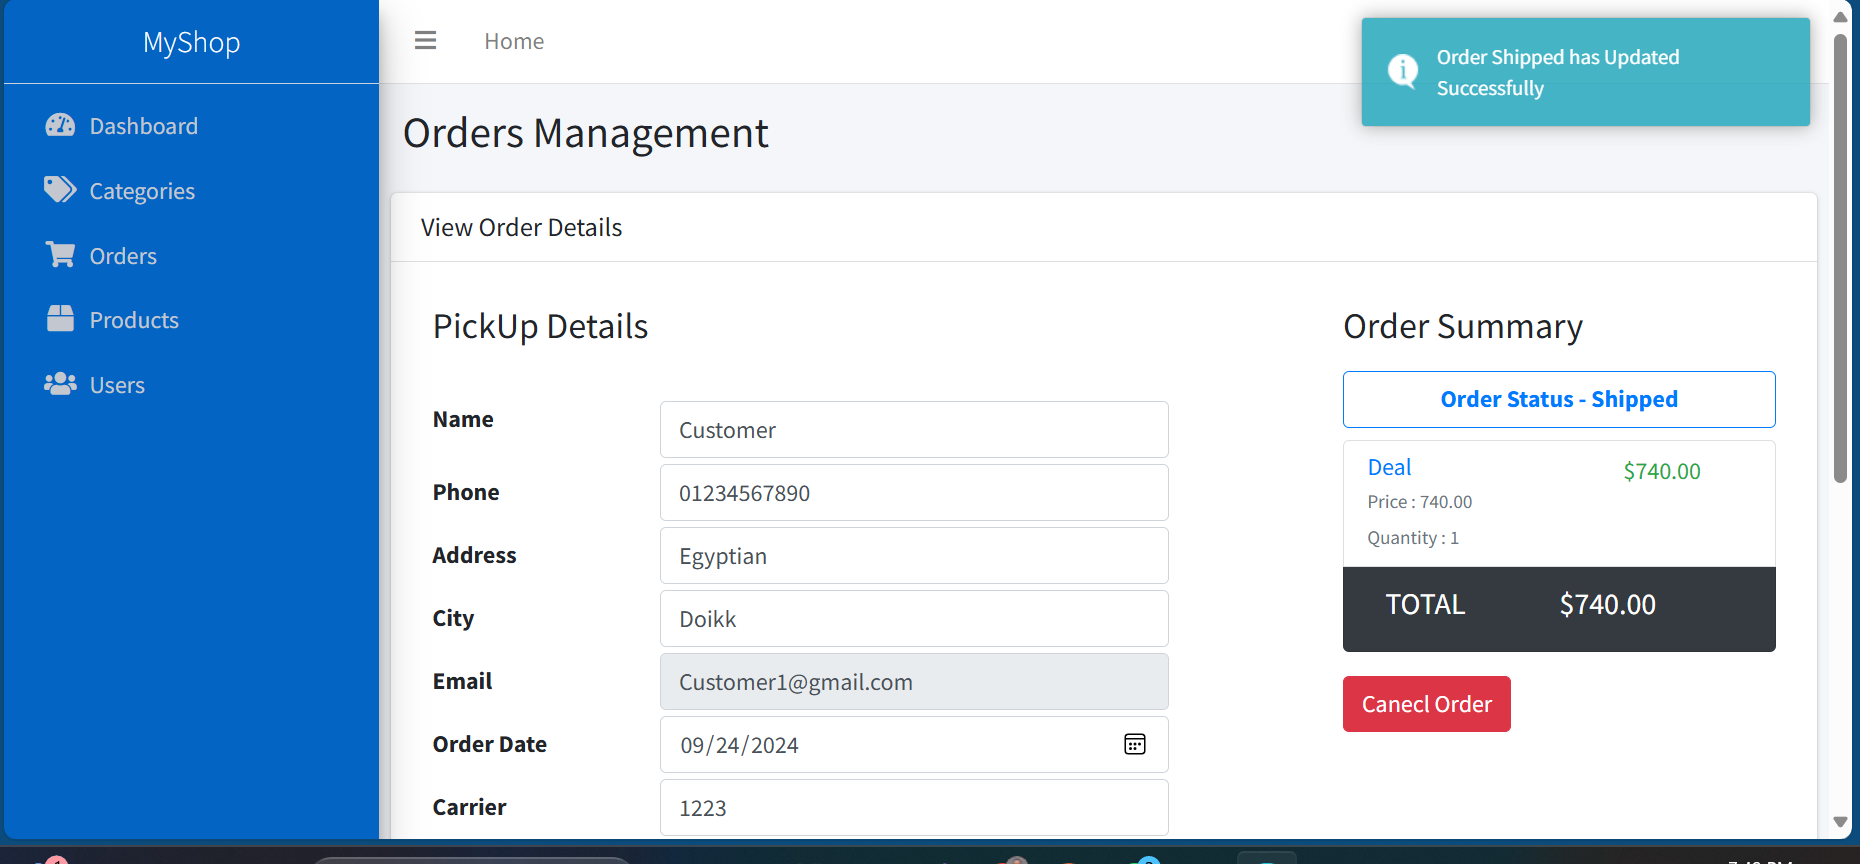 MyShop
Home
Order Shipped has Updated
Successfully
Dashboard
Categories
Orders
Products
Users
Orders Management
View Order Details
PickUp Details
Name
Customer
Phone
01234567890
Address
Egyptian
City
Doikk
Email
Customer1@gmail.com
Order Date
09/24/2024
Carrier
1223
Order Summary
Order Status - Shipped
Deal
$740.00
Price : 740.00
Quantity : 1
TOTAL
$740.00
Canecl Order